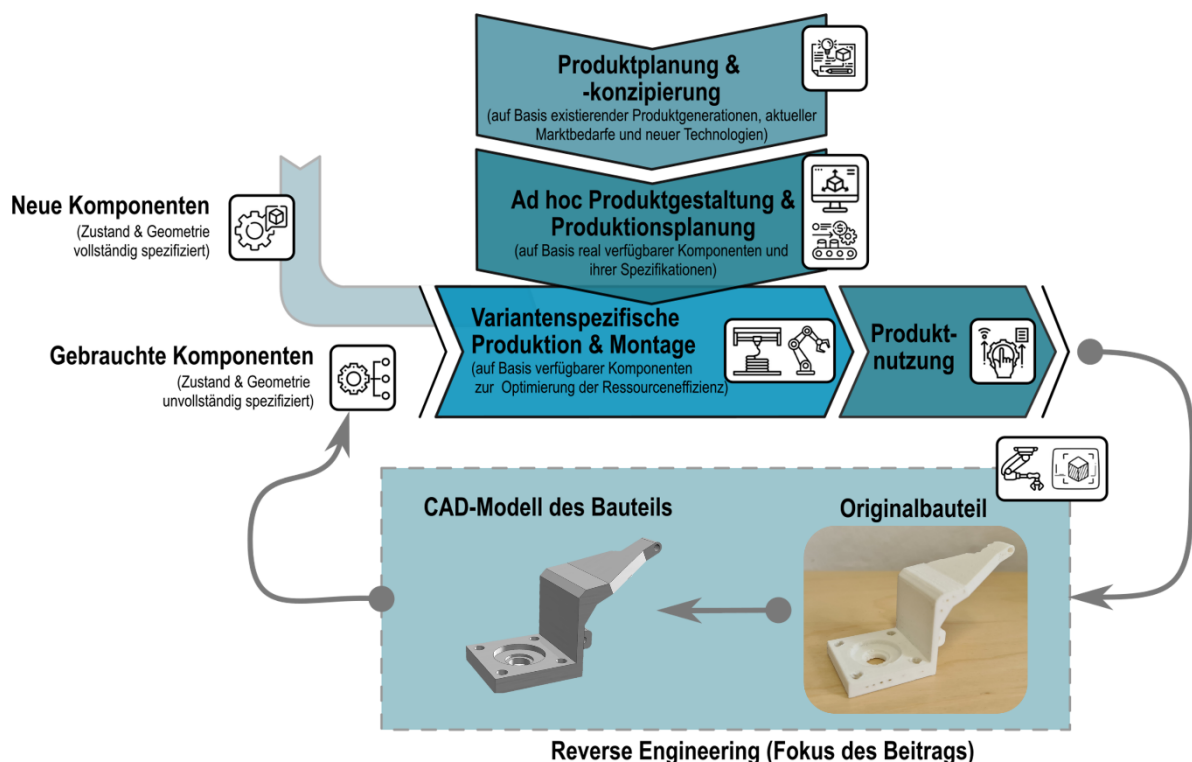 Produktplanung &
-konzipierung
(auf Basis existierender Produktgenerationen, aktueller
Marktbedarfe und neuer Technologien)
Ad hoc Produktgestaltung &
Produktionsplanung
(auf Basis real verfügbarer Komponenten und
ihrer Spezifikationen)
Neue Komponenten
(Zustand & Geometrie
vollständig spezifiziert)
Gebrauchte Komponenten
(Zustand & Geometrie
unvollständig spezifiziert)
Variantenspezifische
Produktion & Montage
(auf Basis verfügbarer Komponenten
zur Optimierung der Ressourceneffizienz)
Produkt-
nutzung
CAD-Modell des Bauteils
Originalbauteil
Reverse Engineering (Fokus des Beitrags)